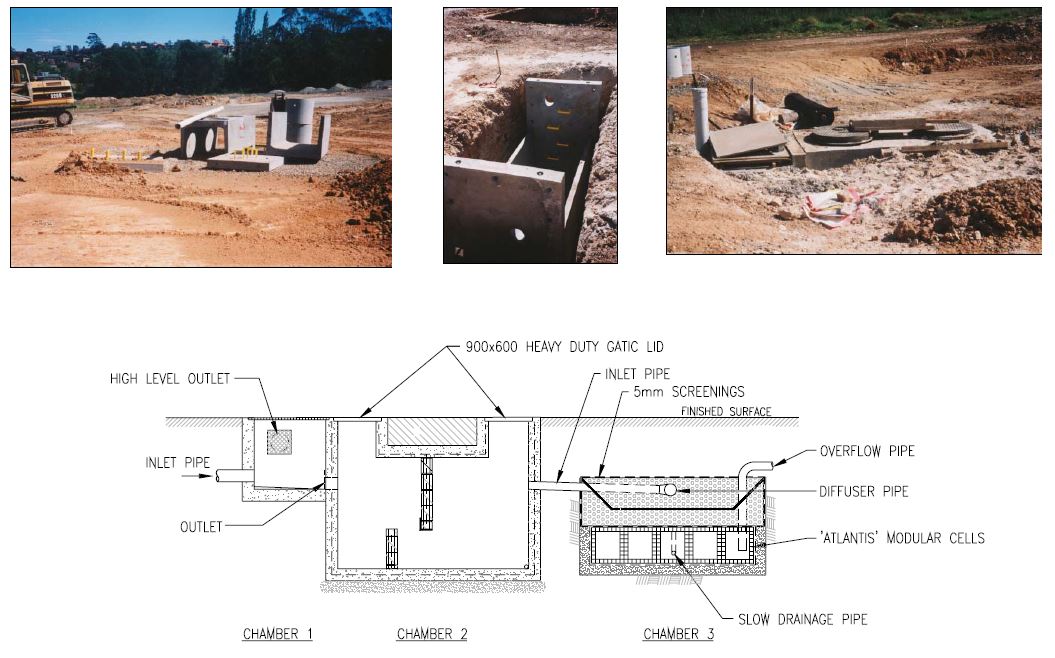 900x600 HEAVY DUTY GATIC LID
INLET PIPE
5mm SCREENINGS
HIGH LEVEL OUTLET
FINISHED SURFACE
OVERFLOW PIPE
INLET PIPE
DIFFUSER PIPE
OUTLET
'ATLANTIS' MODULAR CELLS
SLOW DRAINAGE PIPE
CHAMBER 1
CHAMBER 2
CHAMBER 3